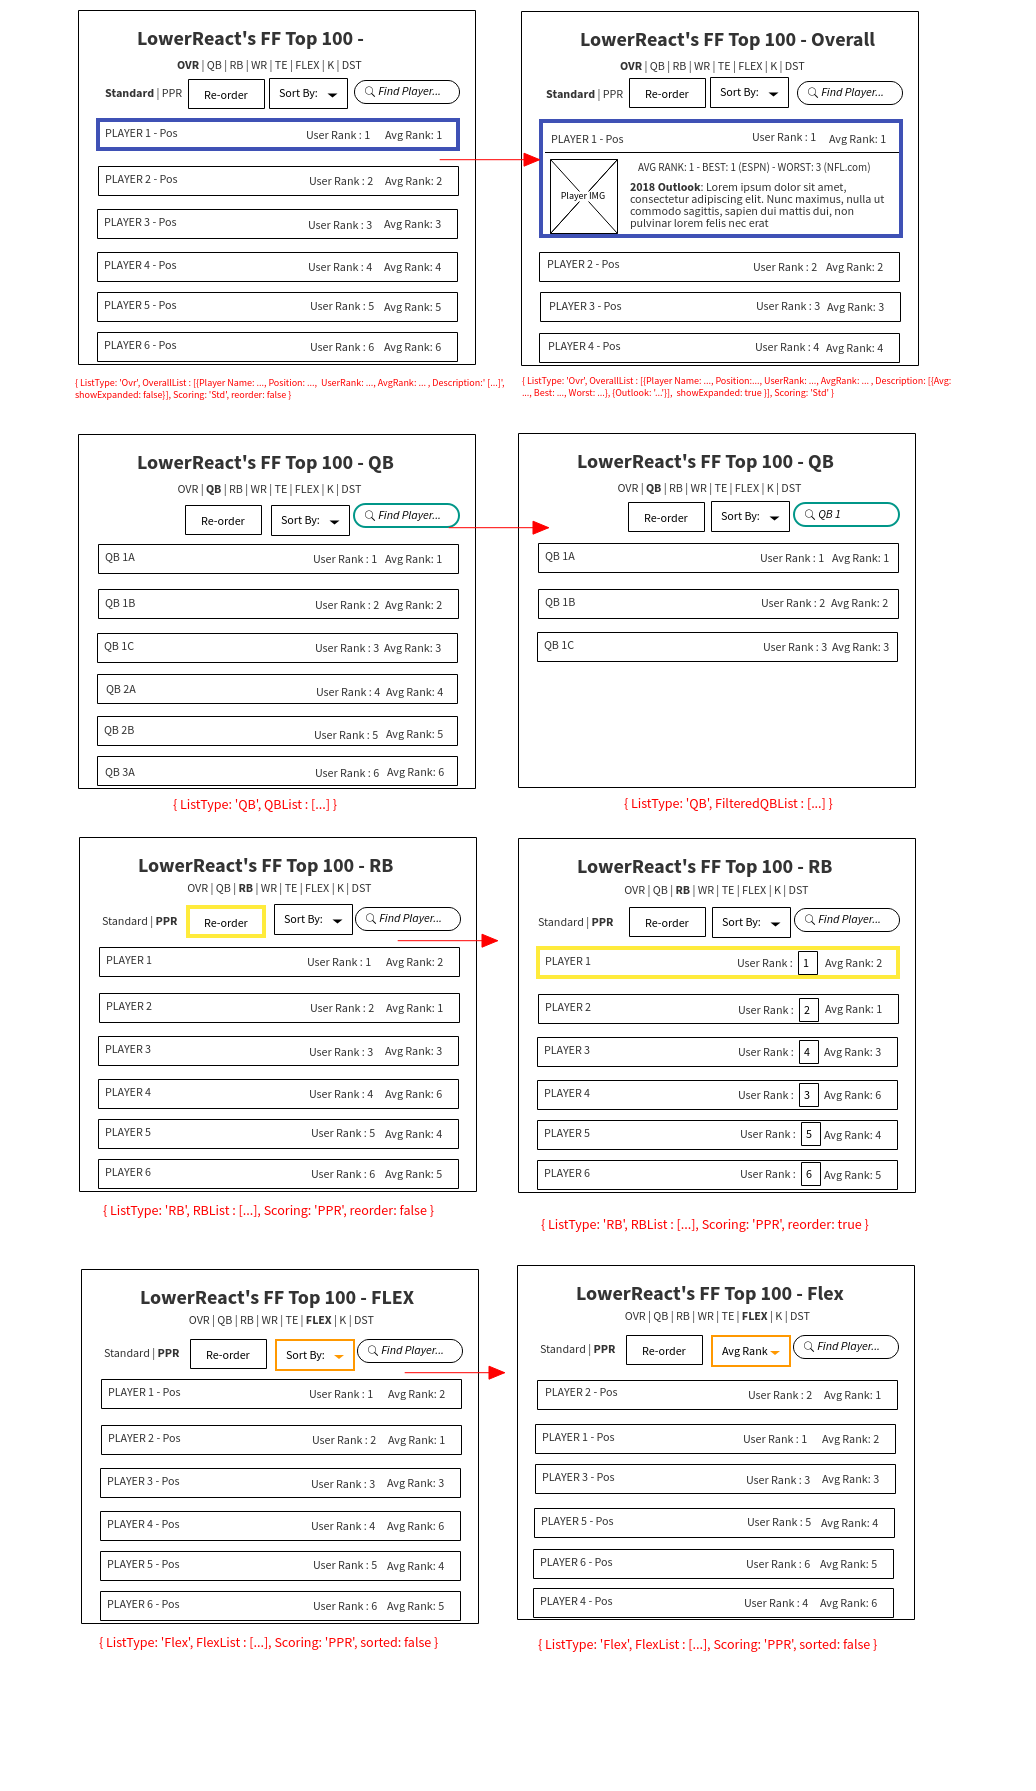 LowerReact's FF Top 100 -
OVR | QB | RB | WR | TE | FLEX | K | DST
Standard | PPR Re-order Sort By: Find Player...
PLAYER 1 - Pos User Rank : 1 Avg Rank: 1
PLAYER 2 - Pos User Rank : 2 Avg Rank: 2
PLAYER 3 - Pos User Rank : 3 Avg Rank: 3
PLAYER 4 - Pos User Rank : 4 Avg Rank: 4
PLAYER 5 - Pos User Rank : 5 Avg Rank: 5
PLAYER 6 - Pos User Rank : 6 Avg Rank: 6
{ ListType: 'Ovr', OverallList : [{Player Name: ..., Position: ..., UserRank: ..., AvgRank: ... , Description:' [...]',
showExpanded: false}], Scoring: 'Std', reorder: false }
LowerReact's FF Top 100 - Overall
OVR | QB | RB | WR | TE | FLEX | K | DST
Standard | PPR Re-order Sort By: Find Player...
PLAYER 1 - Pos User Rank : 1 Avg Rank: 1
Player IMG
AVG RANK: 1 - BEST: 1 (ESPN) - WORST: 3 (NFL.com)
2018 Outlook: Lorem ipsum dolor sit amet,
consectetur adipiscing elit. Nunc maximus, nulla ut
commodo sagittis, sapien dui mattis dui, non
pulvinar lorem felis nec erat
PLAYER 2 - Pos User Rank : 2 Avg Rank: 2
PLAYER 3 - Pos User Rank : 3 Avg Rank: 3
PLAYER 4 - Pos User Rank : 4 Avg Rank: 4
{ ListType: 'Ovr', OverallList : [{Player Name: ..., Position:..., UserRank: ..., AvgRank: ... , Description: [{Avg:
..., Best: ..., Worst: ...}, {Outlook: '...'}], showExpanded: true }], Scoring: 'Std' }
LowerReact's FF Top 100 - QB
OVR | QB | RB | WR | TE | FLEX | K | DST
Re-order Sort By: Find Player...
QB 1A User Rank : 1 Avg Rank: 1
QB 1B User Rank : 2 Avg Rank: 2
QB 1C User Rank : 3 Avg Rank: 3
QB 2A User Rank : 4 Avg Rank: 4
QB 2B User Rank : 5 Avg Rank: 5
QB 3A User Rank : 6 Avg Rank: 6
{ ListType: 'QB', QBList : [...] }
LowerReact's FF Top 100 - QB
OVR | QB | RB | WR | TE | FLEX | K | DST
Re-order Sort By: QB 1
QB 1A User Rank : 1 Avg Rank: 1
QB 1B User Rank : 2 Avg Rank: 2
QB 1C User Rank : 3 Avg Rank: 3
{ ListType: 'QB', FilteredQBList : [...] }
LowerReact's FF Top 100 - RB
OVR | QB | RB | WR | TE | FLEX | K | DST
Standard | PPR Re-order Sort By: Find Player...
PLAYER 1 User Rank : 1 Avg Rank: 2
PLAYER 2 User Rank : 2 Avg Rank: 1
PLAYER 3 User Rank : 3 Avg Rank: 3
PLAYER 4 User Rank : 4 Avg Rank: 6
PLAYER 5 User Rank : 5 Avg Rank: 4
PLAYER 6 User Rank : 6 Avg Rank: 5
{ ListType: 'RB', RBList : [...], Scoring: 'PPR', reorder: false }
LowerReact's FF Top 100 - RB
OVR | QB | RB | WR | TE | FLEX | K | DST
Standard | PPR Re-order Sort By: Find Player...
PLAYER 1 User Rank : 1 Avg Rank: 2
PLAYER 2 User Rank : 2 Avg Rank: 1
PLAYER 3 User Rank : 4 Avg Rank: 3
PLAYER 4 User Rank : 3 Avg Rank: 6
PLAYER 5 User Rank : 5 Avg Rank: 4
PLAYER 6 User Rank : 6 Avg Rank: 5
{ ListType: 'RB', RBList : [...], Scoring: 'PPR', reorder: true }
LowerReact's FF Top 100 - FLEX
OVR | QB | RB | WR | TE | FLEX | K | DST
Standard | PPR Re-order Sort By: Find Player...
PLAYER 1 - Pos User Rank : 1 Avg Rank: 2
PLAYER 2 - Pos User Rank : 2 Avg Rank: 1
PLAYER 3 - Pos User Rank : 3 Avg Rank: 3
PLAYER 4 - Pos User Rank : 4 Avg Rank: 6
PLAYER 5 - Pos User Rank : 5 Avg Rank: 4
PLAYER 6 - Pos User Rank : 6 Avg Rank: 5
{ ListType: 'Flex', FlexList : [...], Scoring: 'PPR', sorted: false }
LowerReact's FF Top 100 - Flex
OVR | QB | RB | WR | TE | FLEX | K | DST
Standard | PPR Re-order Avg Rank Find Player...
PLAYER 2 - Pos User Rank : 2 Avg Rank: 1
PLAYER 1 - Pos User Rank : 1 Avg Rank: 2
PLAYER 3 - Pos User Rank : 3 Avg Rank: 3
PLAYER 5 - Pos User Rank : 5 Avg Rank: 4
PLAYER 6 - Pos User Rank : 6 Avg Rank: 5
PLAYER 4 - Pos User Rank : 4 Avg Rank: 6
{ ListType: 'Flex', FlexList : [...], Scoring: 'PPR', sorted: false }